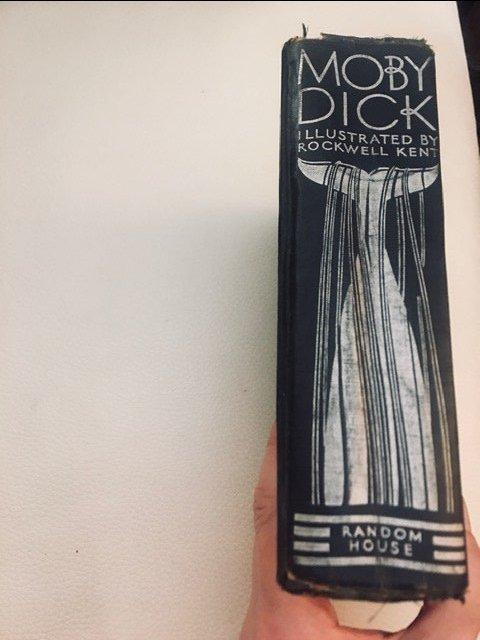 MOBY
DICK
ILLUSTRATED BY
ROCKWELL KENT
RANDOM
HOUSE